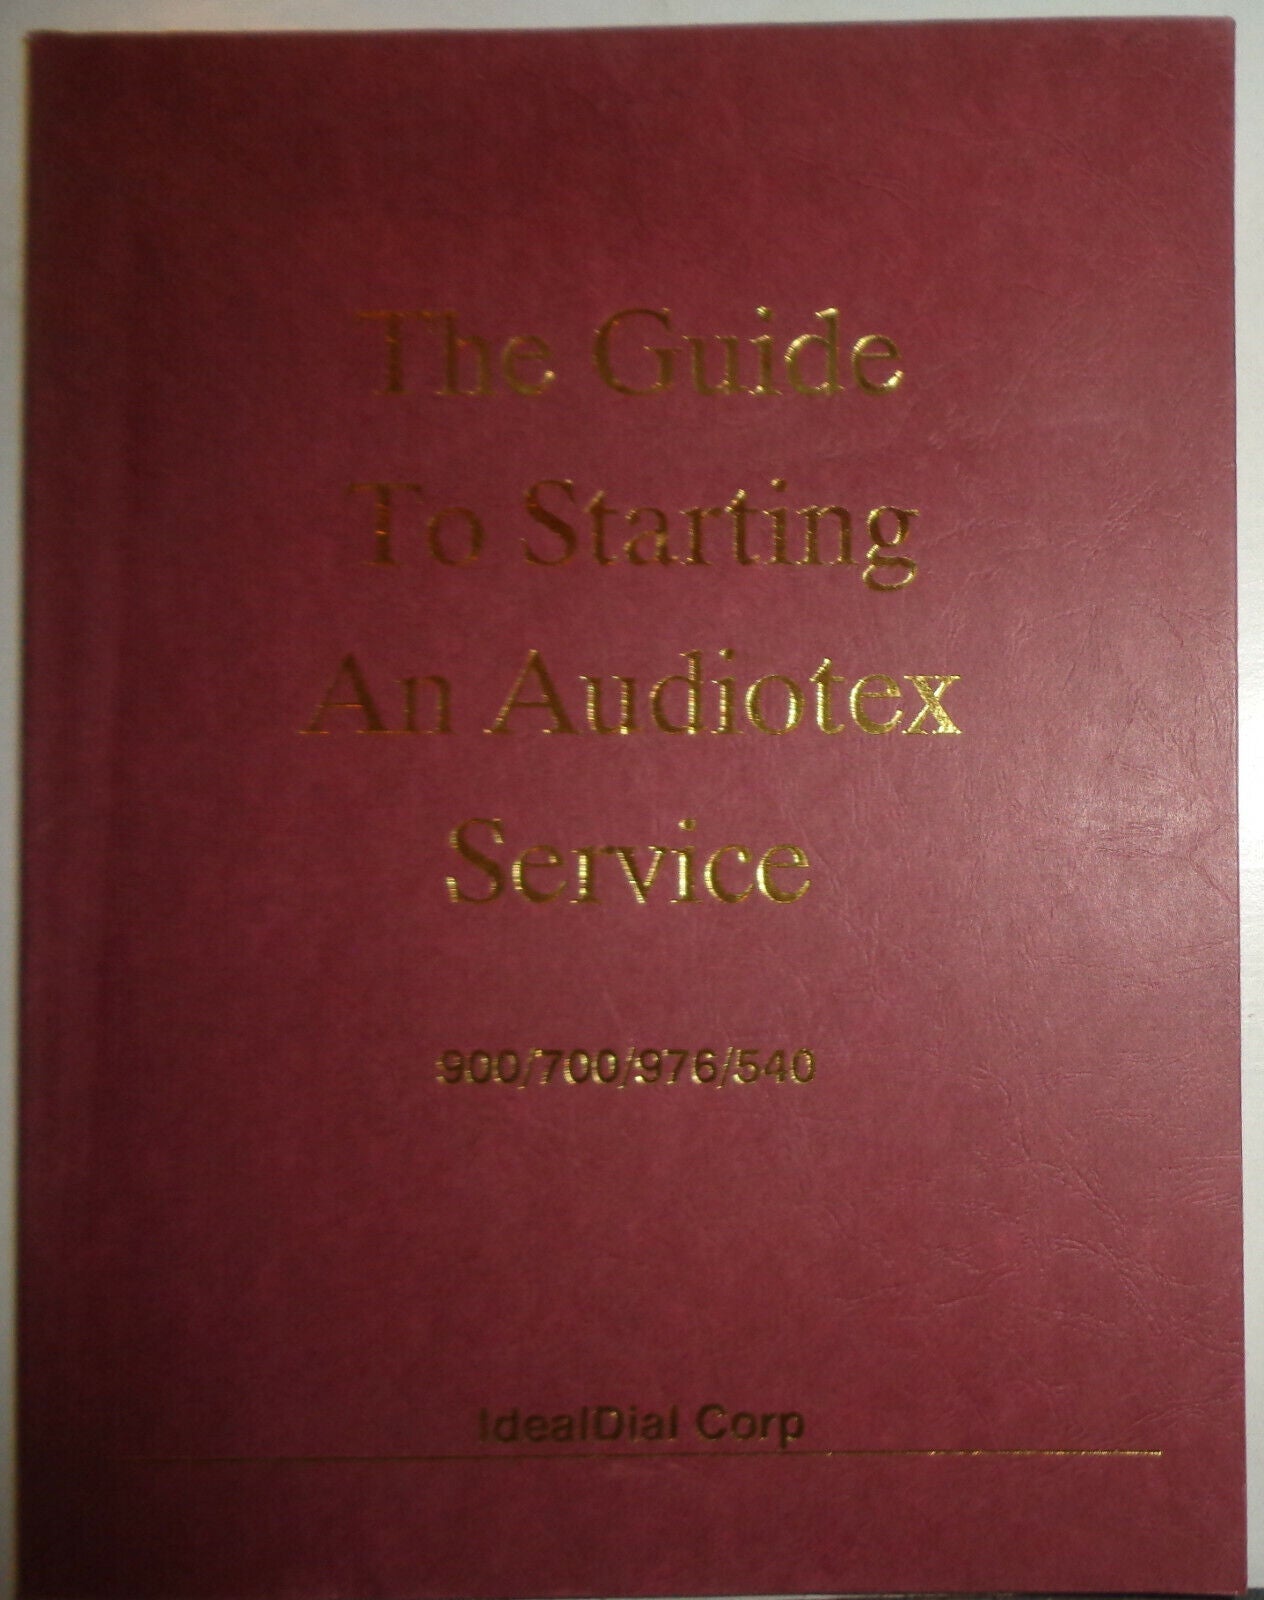 The Guide
To Starting
An Audiotex
Service
900/700/976/540
IdealDial Corp